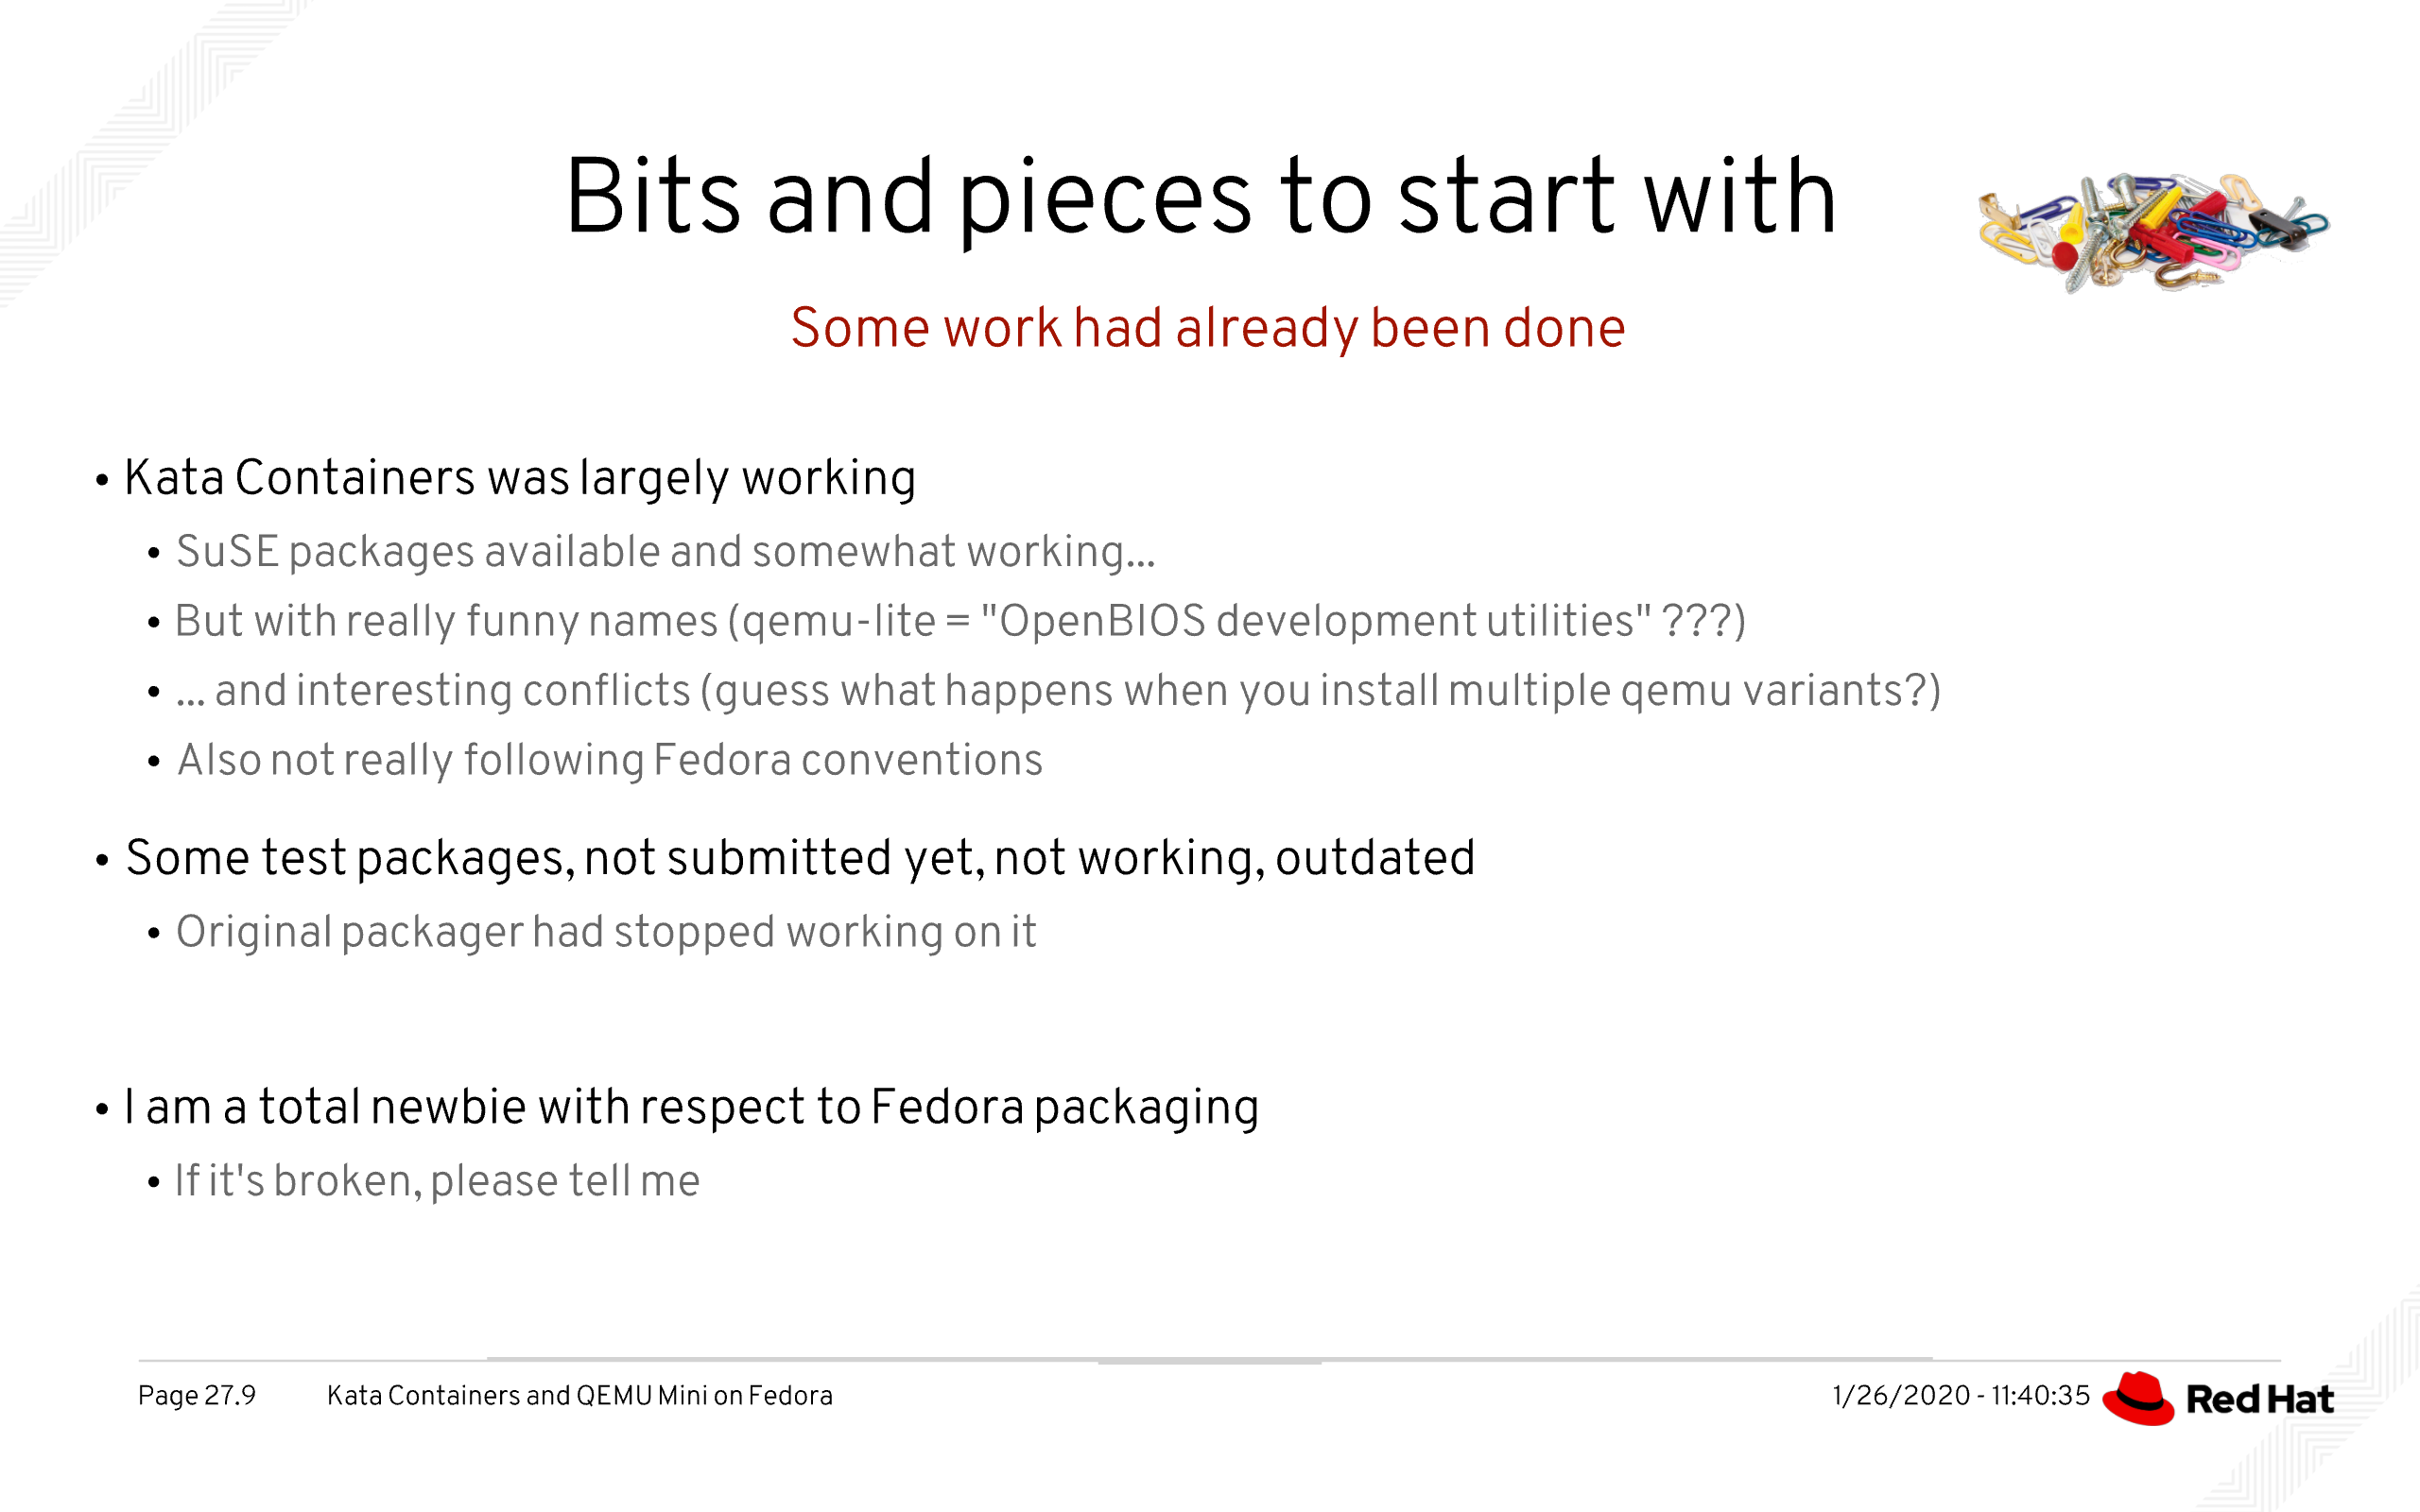 Bits and pieces to start with
Some work had already been done
• Kata Containers was largely working
• SuSE packages available and somewhat working...
• But with really funny names (qemu-lite = "OpenBIOS development utilities" ???)
• ... and interesting conflicts (guess what happens when you install multiple qemu variants?)
• Also not really following Fedora conventions
• Some test packages, not submitted yet, not working, outdated
• Original packager had stopped working on it
• I am a total newbie with respect to Fedora packaging
• If it's broken, please tell me
Page 27.9 Kata Containers and QEMU Mini on Fedora 1/26/2020 - 11:40:35 Red Hat